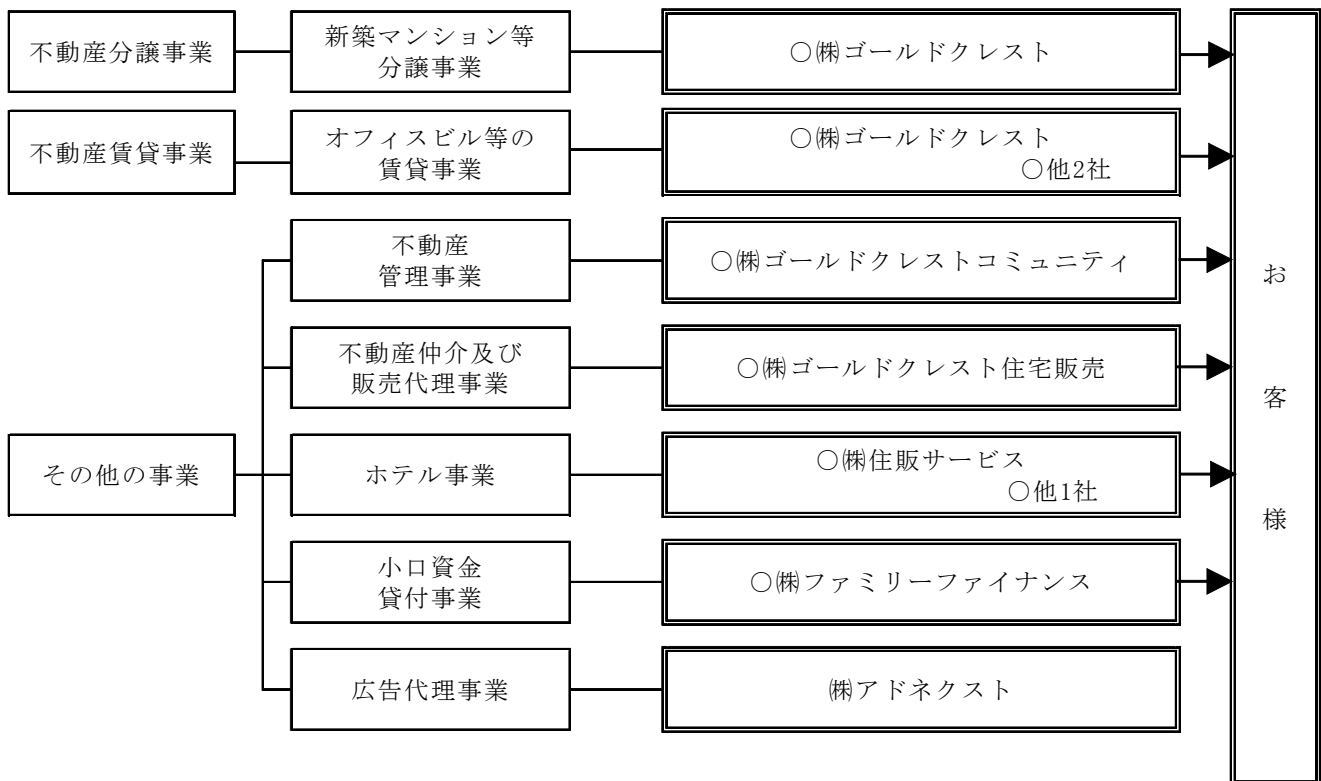 不動産分譲事業
新築マンション等
分譲事業
○㈱ゴールドクレスト
不動産賃貸事業
オフィスビル等の
賃貸事業
○㈱ゴールドクレスト
○他2社
不動産
管理事業
○㈱ゴールドクレストコミュニティ
不動産仲介及び
販売代理事業
○㈱ゴールドクレスト住宅販売
その他の事業
ホテル事業
○㈱住販サービス
○他1社
小口資金
貸付事業
○㈱ファミリーファイナンス
広告代理事業
㈱アドネクスト
お客様